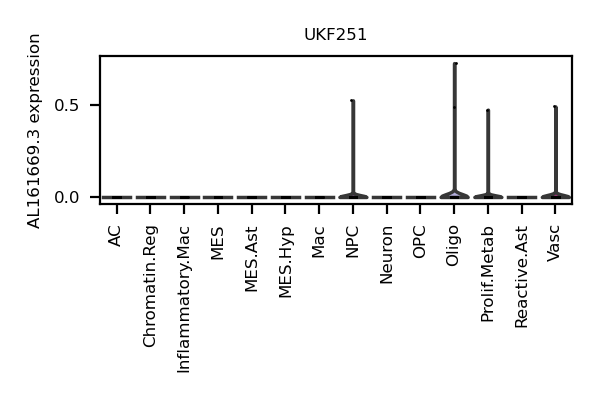 UKF251
AL161669.3 expression
0.5
0.0
AC
Chromatin.Reg
Inflammatory.Mac
MES
MES.Ast
MES.Hyp
Mac
NPC
Neuron
OPC
Oligo
Prolif.Metab
Reactive.Ast
Vasc